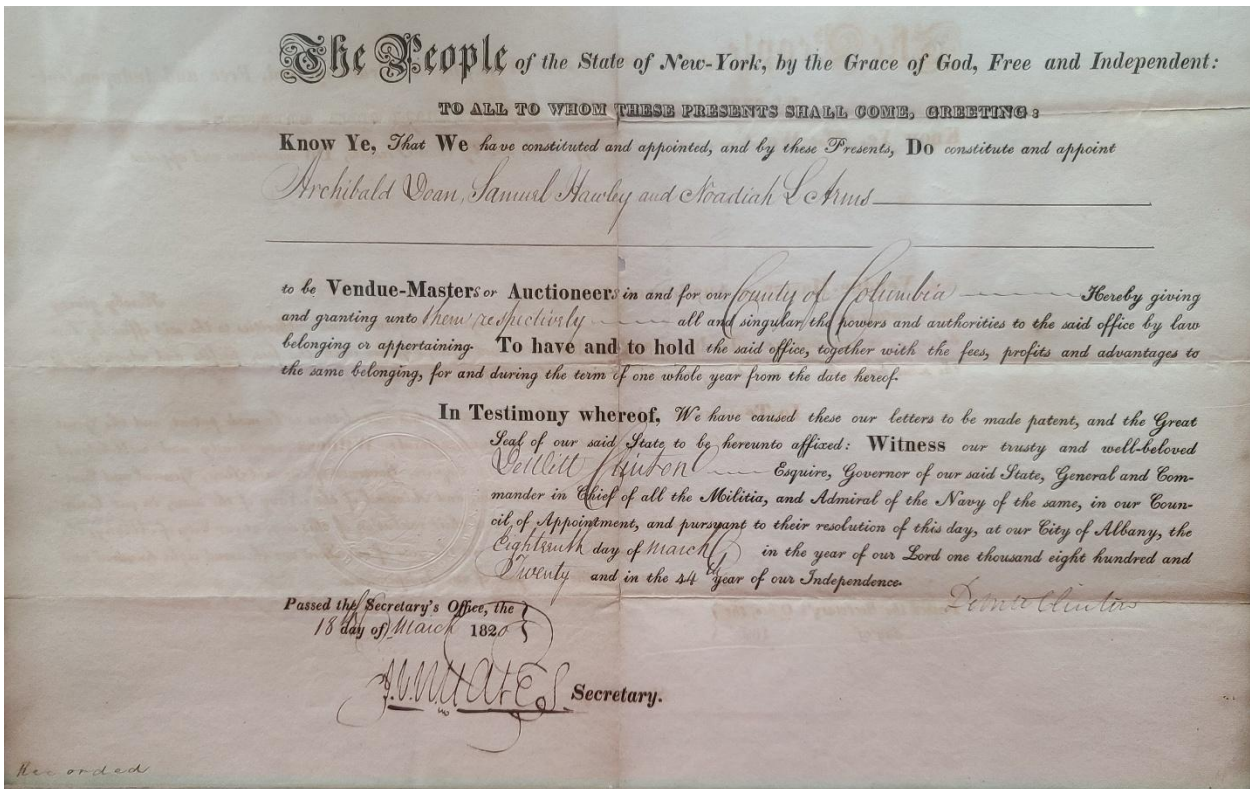 The People of the State of New-York, by the Grace of God, Free and Independent:
TO ALL TO WHOM THESE PRESENTS SHALL COME, GREETING:
Know Ye, That We have constituted and appointed, and by these Presents, Do constitute and appoint
Archibald Doan, Samuel Hawley and Noadiah L Arms
to be Vendue-Masters or Auctioneers in and for our County of Columbia Hereby giving
and granting unto them respectively all and singular the powers and authorities to the said office by law
belonging or appertaining. To have and to hold the said office, together with the fees, profits and advantages to
the same belonging, for and during the term of one whole year from the date hereof.
In Testimony whereof, We have caused these our letters to be made patent, and the Great
Seal of our said State to be hereunto affixed: Witness our trusty and well-beloved
DeWitt Clinton Esquire, Governor of our said State, General and Com-
mander in Chief of all the Militia, and Admiral of the Navy of the same, in our Coun-
cil of Appointment, and pursuant to their resolution of this day, at our City of Albany, the
Eighteenth day of March in the year of our Lord one thousand eight hundred and
Twenty and in the 44th year of our Independence.
DeWitt Clinton
Passed the Secretary's Office, the
18th day of March 1820
Secretary.
Recorded